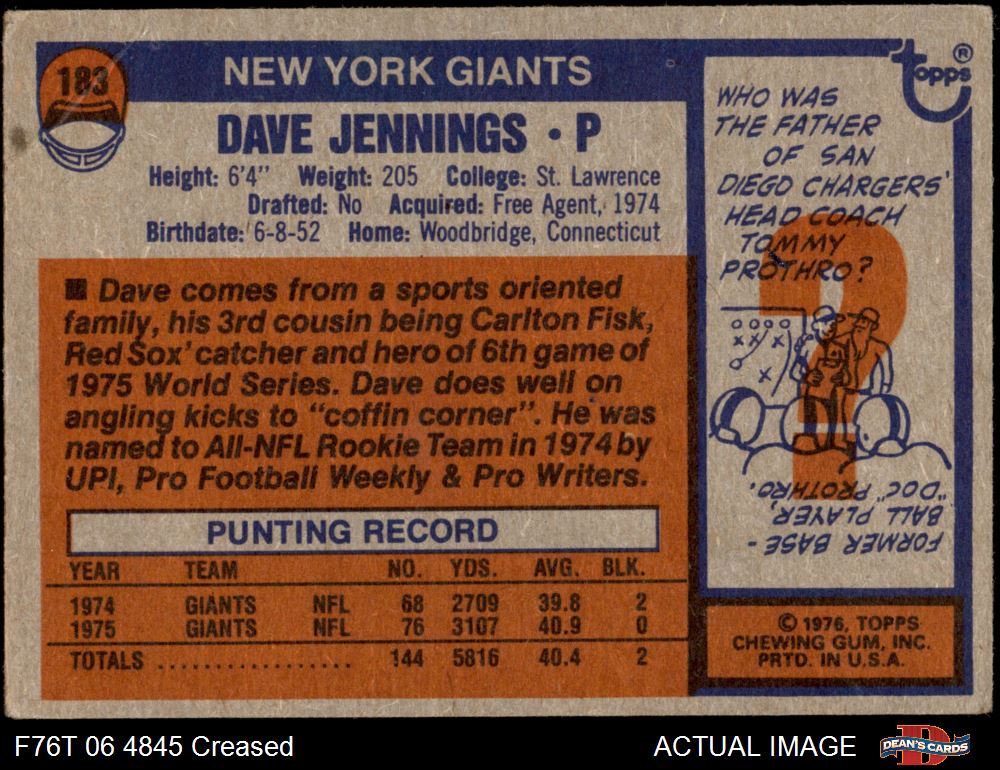 183
NEW YORK GIANTS
DAVE JENNINGS • P
Height: 6'4" Weight: 205 College: St. Lawrence
Drafted: No Acquired: Free Agent, 1974
Birthdate: 6-8-52 Home: Woodbridge, Connecticut
■ Dave comes from a sports oriented
family, his 3rd cousin being Carlton Fisk,
Red Sox' catcher and hero of 6th game of
1975 World Series. Dave does well on
angling kicks to "coffin corner". He was
named to All-NFL Rookie Team in 1974 by
UPI, Pro Football Weekly & Pro Writers.
PUNTING RECORD
YEAR TEAM NO. YDS. AVG. BLK.
1974 GIANTS NFL 68 2709 39.8 2
1975 GIANTS NFL 76 3107 40.9 0
TOTALS .................. 144 5816 40.4 2
Topps®
WHO WAS
THE FATHER
OF SAN
DIEGO CHARGERS'
HEAD COACH
TOMMY
PROTHRO?
FORMER BASE-
BALL PLAYER,
"DOC" PROTHRO.
© 1976, TOPPS
CHEWING GUM, INC.
PRTD. IN U.S.A.
F76T 06 4845 Creased
ACTUAL IMAGE
DEAN'S CARDS